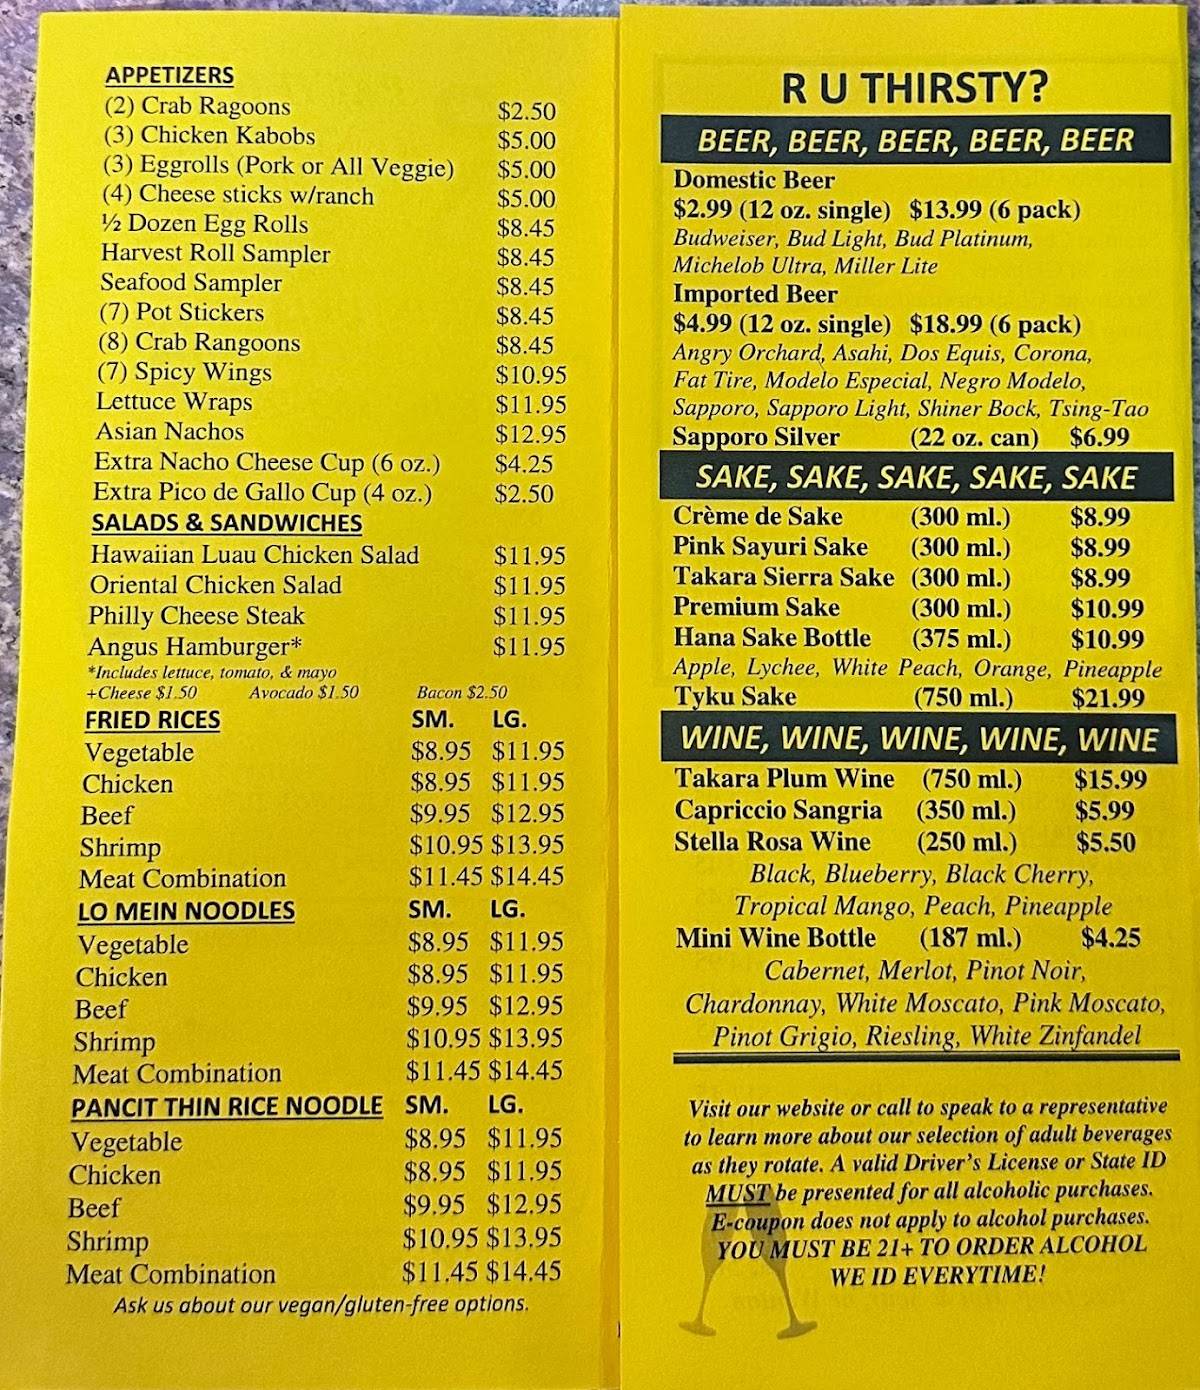 APPETIZERS
(2) Crab Ragoons $2.50
(3) Chicken Kabobs $5.00
(3) Eggrolls (Pork or All Veggie) $5.00
(4) Cheese sticks w/ranch $5.00
½ Dozen Egg Rolls $8.45
Harvest Roll Sampler $8.45
Seafood Sampler $8.45
(7) Pot Stickers $8.45
(8) Crab Rangoons $8.45
(7) Spicy Wings $10.95
Lettuce Wraps $11.95
Asian Nachos $12.95
Extra Nacho Cheese Cup (6 oz.) $4.25
Extra Pico de Gallo Cup (4 oz.) $2.50
SALADS & SANDWICHES
Hawaiian Luau Chicken Salad $11.95
Oriental Chicken Salad $11.95
Philly Cheese Steak $11.95
Angus Hamburger* $11.95
*Includes lettuce, tomato, & mayo
+Cheese $1.50 Avocado $1.50 Bacon $2.50
FRIED RICES SM. LG.
Vegetable $8.95 $11.95
Chicken $8.95 $11.95
Beef $9.95 $12.95
Shrimp $10.95 $13.95
Meat Combination $11.45 $14.45
LO MEIN NOODLES SM. LG.
Vegetable $8.95 $11.95
Chicken $8.95 $11.95
Beef $9.95 $12.95
Shrimp $10.95 $13.95
Meat Combination $11.45 $14.45
PANCIT THIN RICE NOODLE SM. LG.
Vegetable $8.95 $11.95
Chicken $8.95 $11.95
Beef $9.95 $12.95
Shrimp $10.95 $13.95
Meat Combination $11.45 $14.45
Ask us about our vegan/gluten-free options.
R U THIRSTY?
BEER, BEER, BEER, BEER, BEER
Domestic Beer
$2.99 (12 oz. single) $13.99 (6 pack)
Budweiser, Bud Light, Bud Platinum,
Michelob Ultra, Miller Lite
Imported Beer
$4.99 (12 oz. single) $18.99 (6 pack)
Angry Orchard, Asahi, Dos Equis, Corona,
Fat Tire, Modelo Especial, Negro Modelo,
Sapporo, Sapporo Light, Shiner Bock, Tsing-Tao
Sapporo Silver (22 oz. can) $6.99
SAKE, SAKE, SAKE, SAKE, SAKE
Crème de Sake (300 ml.) $8.99
Pink Sayuri Sake (300 ml.) $8.99
Takara Sierra Sake (300 ml.) $8.99
Premium Sake (300 ml.) $10.99
Hana Sake Bottle (375 ml.) $10.99
Apple, Lychee, White Peach, Orange, Pineapple
Tyku Sake (750 ml.) $21.99
WINE, WINE, WINE, WINE, WINE
Takara Plum Wine (750 ml.) $15.99
Capriccio Sangria (350 ml.) $5.99
Stella Rosa Wine (250 ml.) $5.50
Black, Blueberry, Black Cherry,
Tropical Mango, Peach, Pineapple
Mini Wine Bottle (187 ml.) $4.25
Cabernet, Merlot, Pinot Noir,
Chardonnay, White Moscato, Pink Moscato,
Pinot Grigio, Riesling, White Zinfandel
Visit our website or call to speak to a representative
to learn more about our selection of adult beverages
as they rotate. A valid Driver's License or State ID
MUST be presented for all alcoholic purchases.
E-coupon does not apply to alcohol purchases.
YOU MUST BE 21+ TO ORDER ALCOHOL
WE ID EVERYTIME!